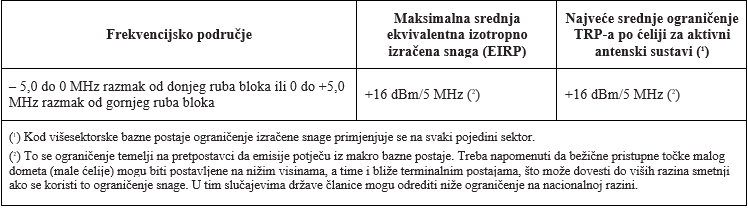 Frekvencijsko područje
Maksimalna srednja
ekvivalentna izotropno
izračena snaga (EIRP)
Najveće srednje ograničenje
TRP-a po ćeliji za aktivni
antenski sustavi (¹)
– 5,0 do 0 MHz razmak od donjeg ruba bloka ili 0 do +5,0
MHz razmak od gornjeg ruba bloka
+16 dBm/5 MHz (²)
+16 dBm/5 MHz (²)
(¹) Kod višesektorske bazne postaje ograničenje izračene snage primjenjuje se na svaki pojedini sektor.
(²) To se ograničenje temelji na pretpostavci da emisije potječu iz makro bazne postaje. Treba napomenuti da bežične pristupne točke malog
dometa (male ćelije) mogu biti postavljene na nižim visinama, a time i bliže terminalnim postajama, što može dovesti do viših razina smetnji
ako se koristi to ograničenje snage. U tim slučajevima države članice mogu odrediti niže ograničenje na nacionalnoj razini.